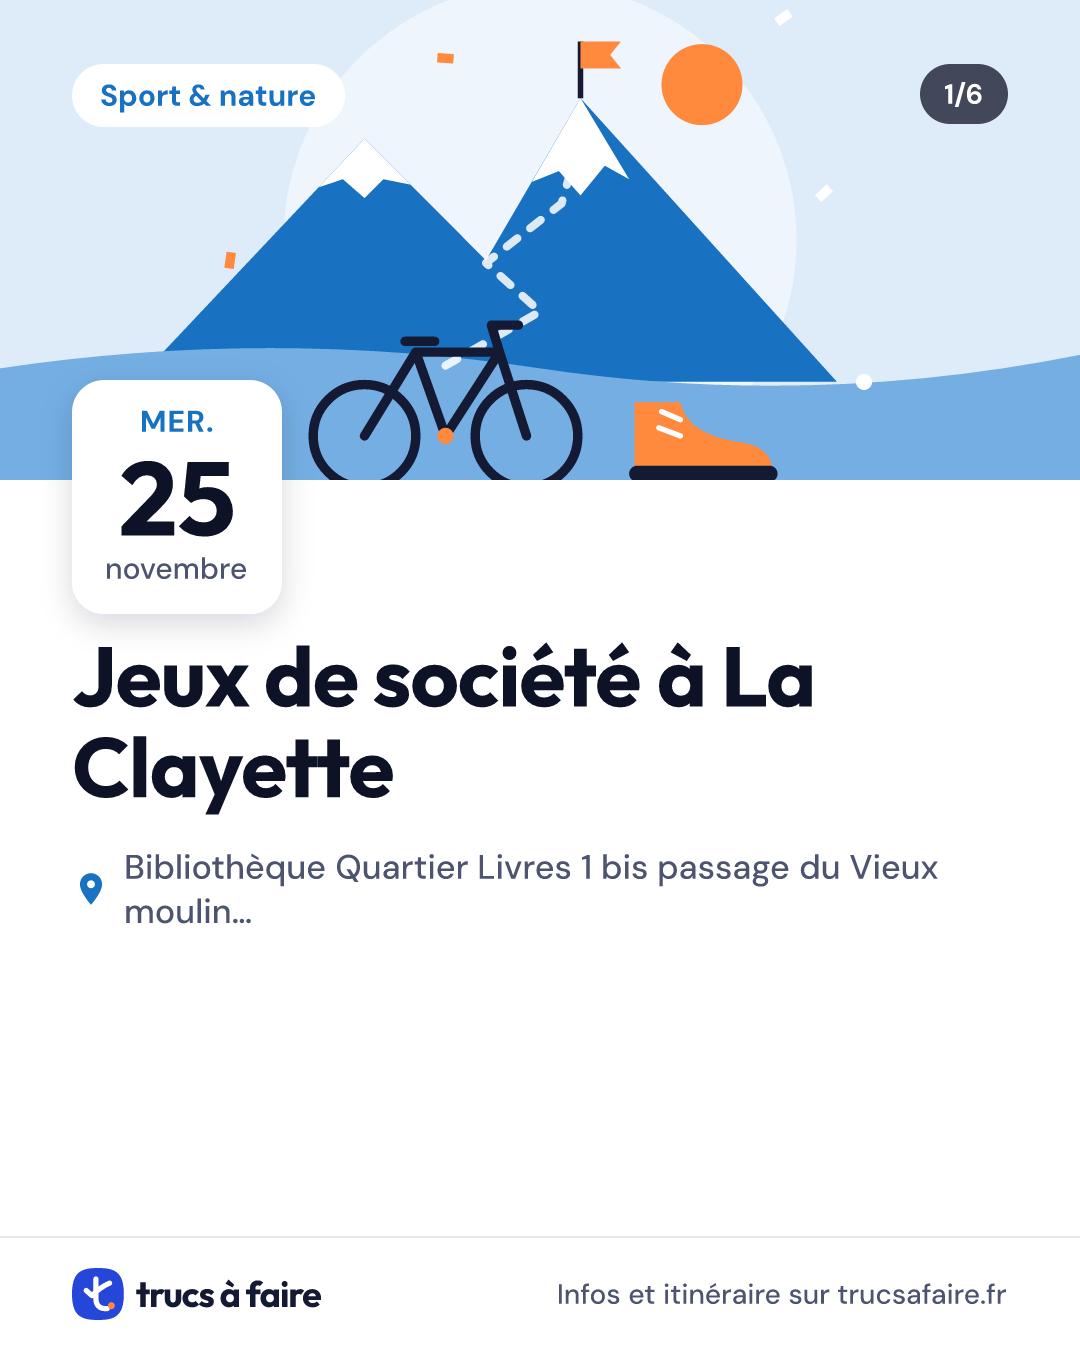 Sport & nature
1/6
MER.
25
novembre
Jeux de société à La
Clayette
Bibliothèque Quartier Livres 1 bis passage du Vieux
moulin...
trucs à faire
Infos et itinéraire sur trucsafaire.fr